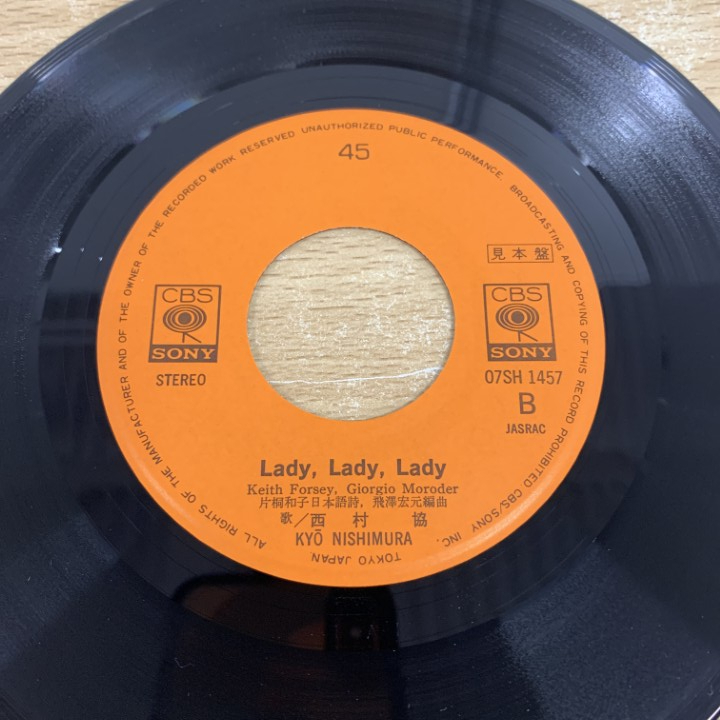 45
見本盤
CBS
SONY
STEREO
CBS
SONY
07SH 1457
B
JASRAC
Lady, Lady, Lady
Keith Forsey, Giorgio Moroder
片桐和子日本語詩，飛澤宏元編曲
歌／西村 協
KYŌ NISHIMURA
ALL RIGHTS OF THE MANUFACTURER AND OF THE OWNER OF THE RECORDED WORK RESERVED UNAUTHORIZED PUBLIC PERFORMANCE, BROADCASTING AND COPYING OF THIS RECORD PROHIBITED CBS/SONY INC. TOKYO JAPAN.